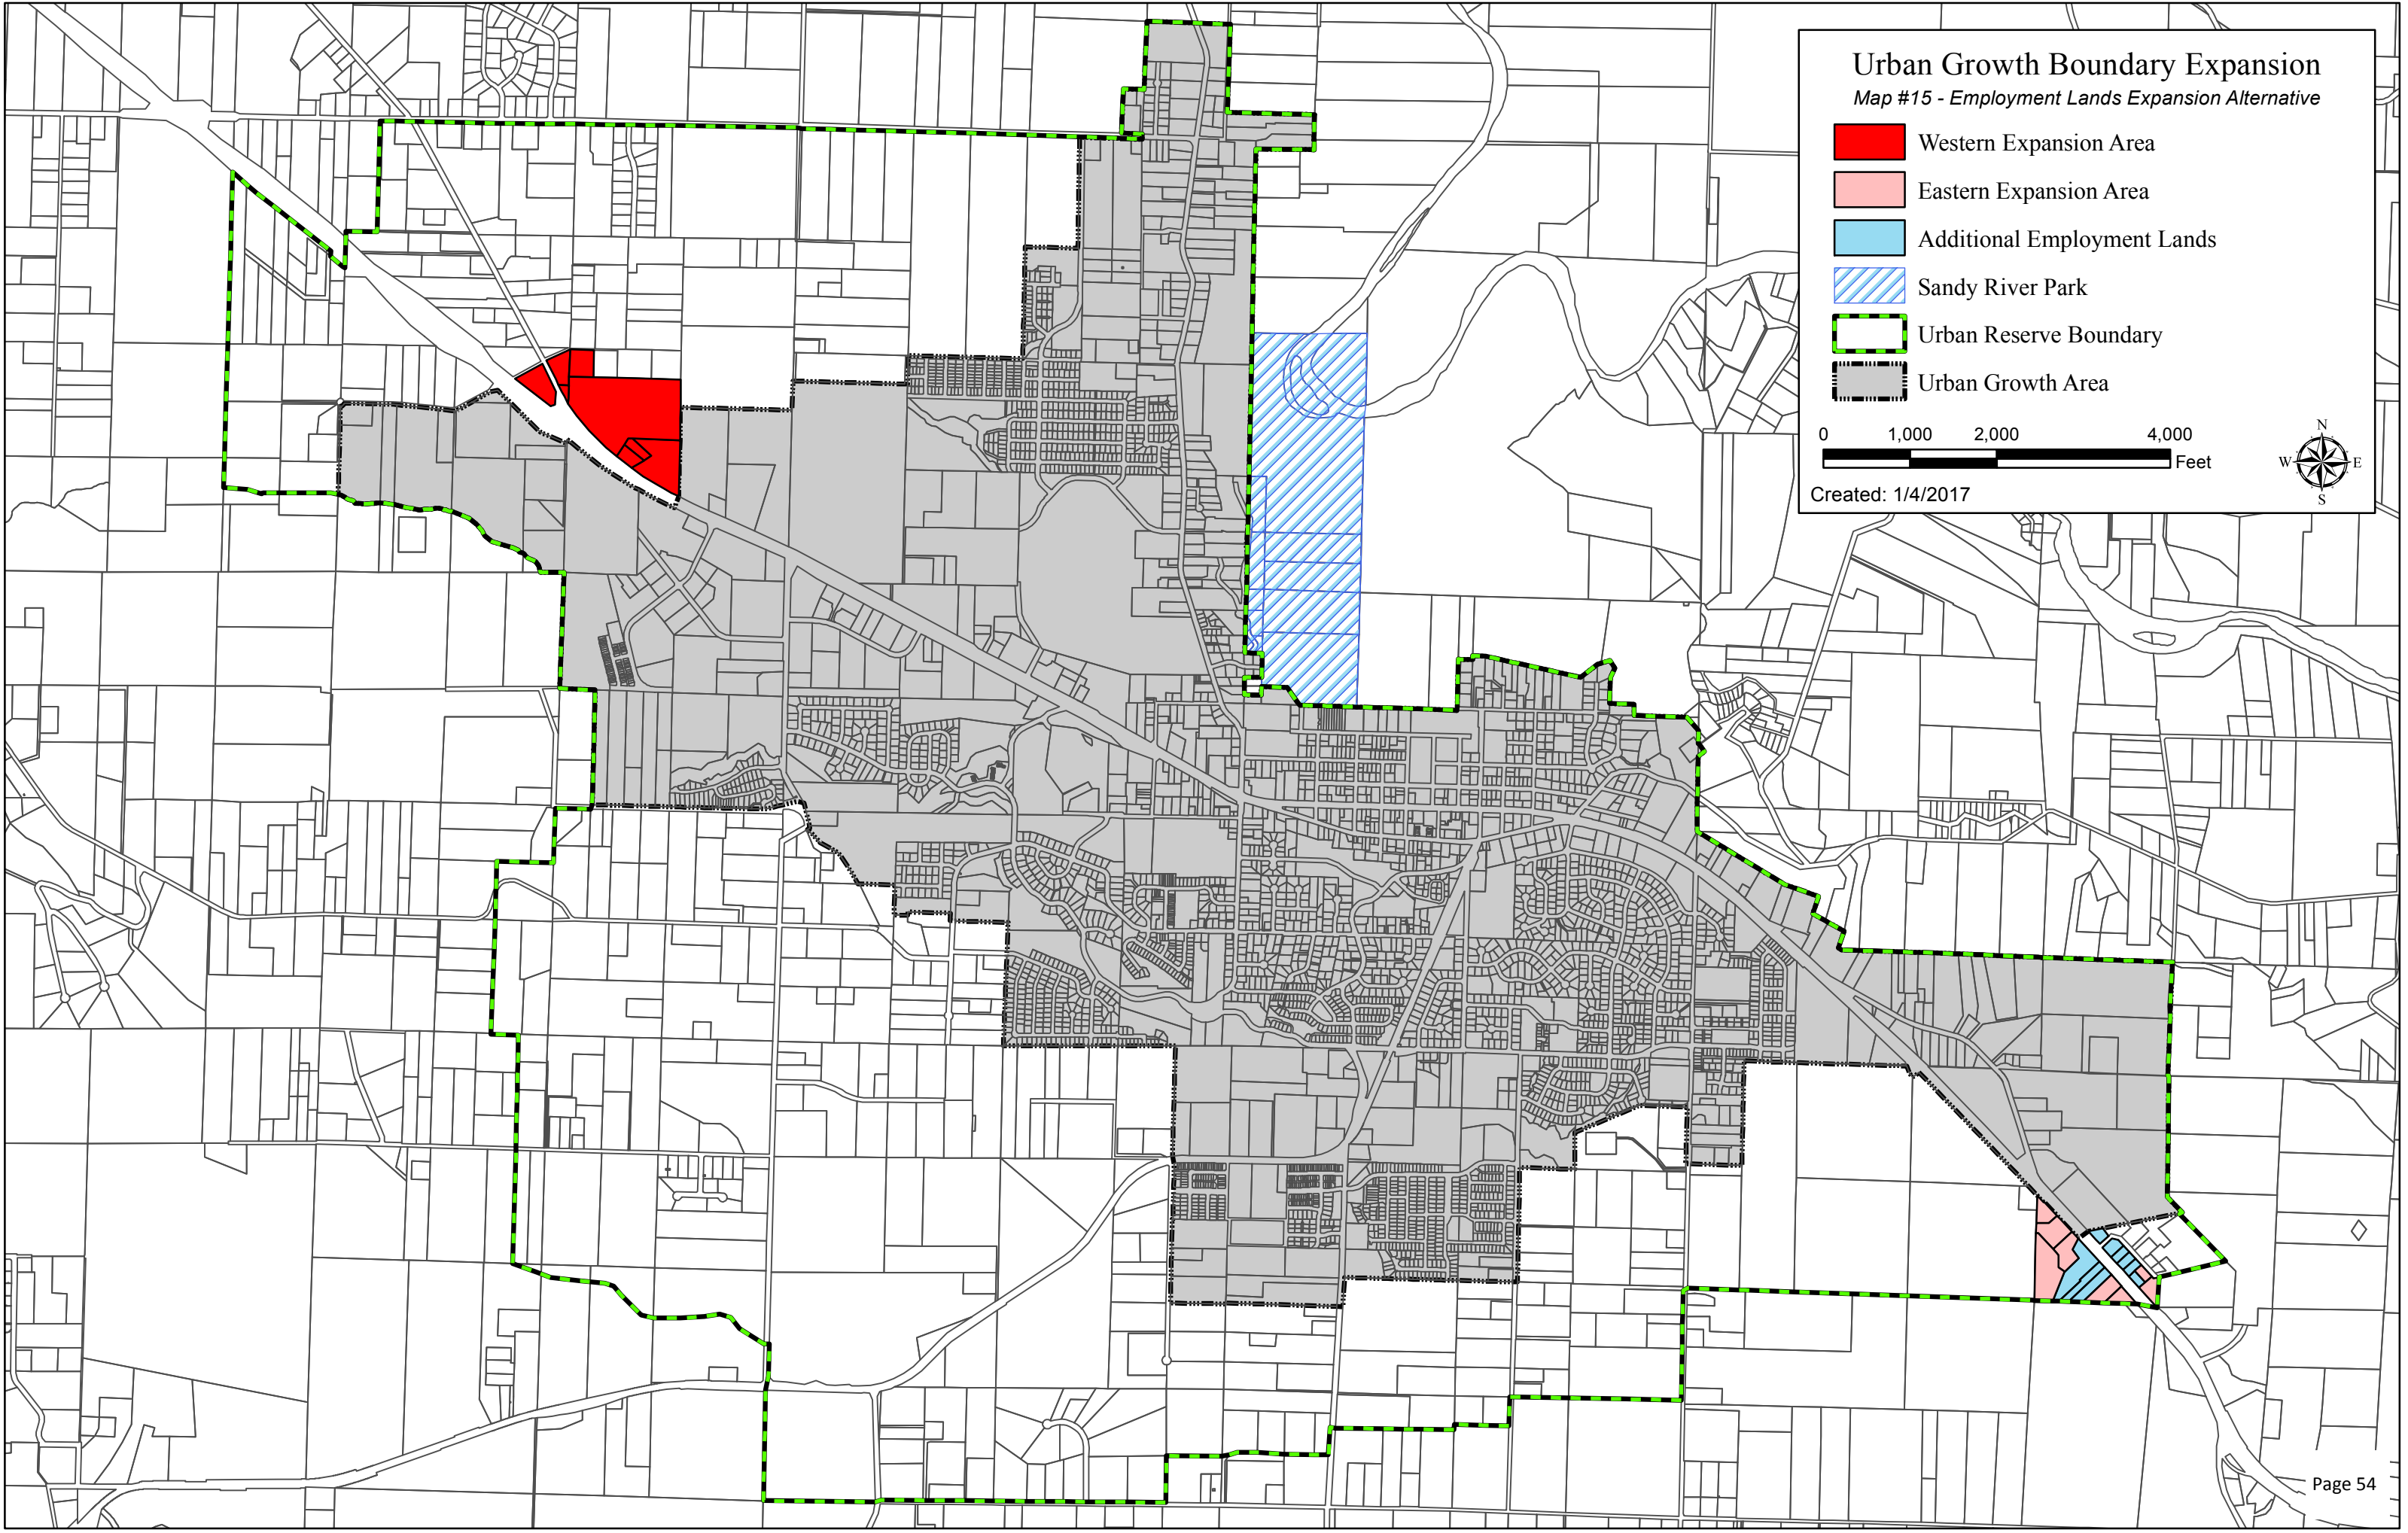 Urban Growth Boundary Expansion
Map #15 - Employment Lands Expansion Alternative
Western Expansion Area
Eastern Expansion Area
Additional Employment Lands
Sandy River Park
Urban Reserve Boundary
Urban Growth Area
0 1,000 2,000 4,000
Feet
N
W E
S
Created: 1/4/2017
Page 54